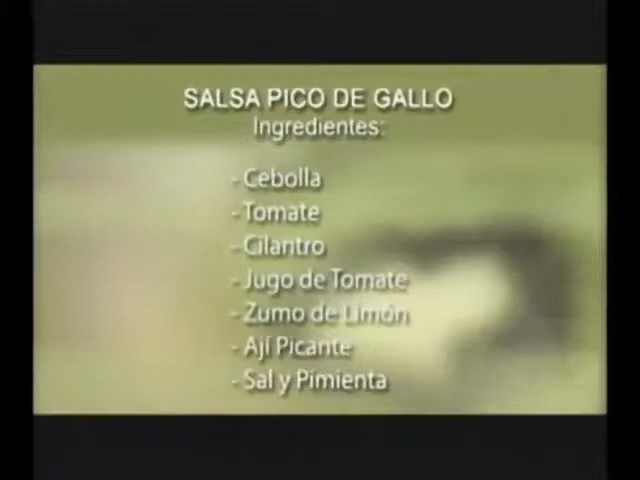 SALSA PICO DE GALLO
Ingredientes:
- Cebolla
- Tomate
- Cilantro
- Jugo de Tomate
- Zumo de Limón
- Ají Picante
- Sal y Pimienta